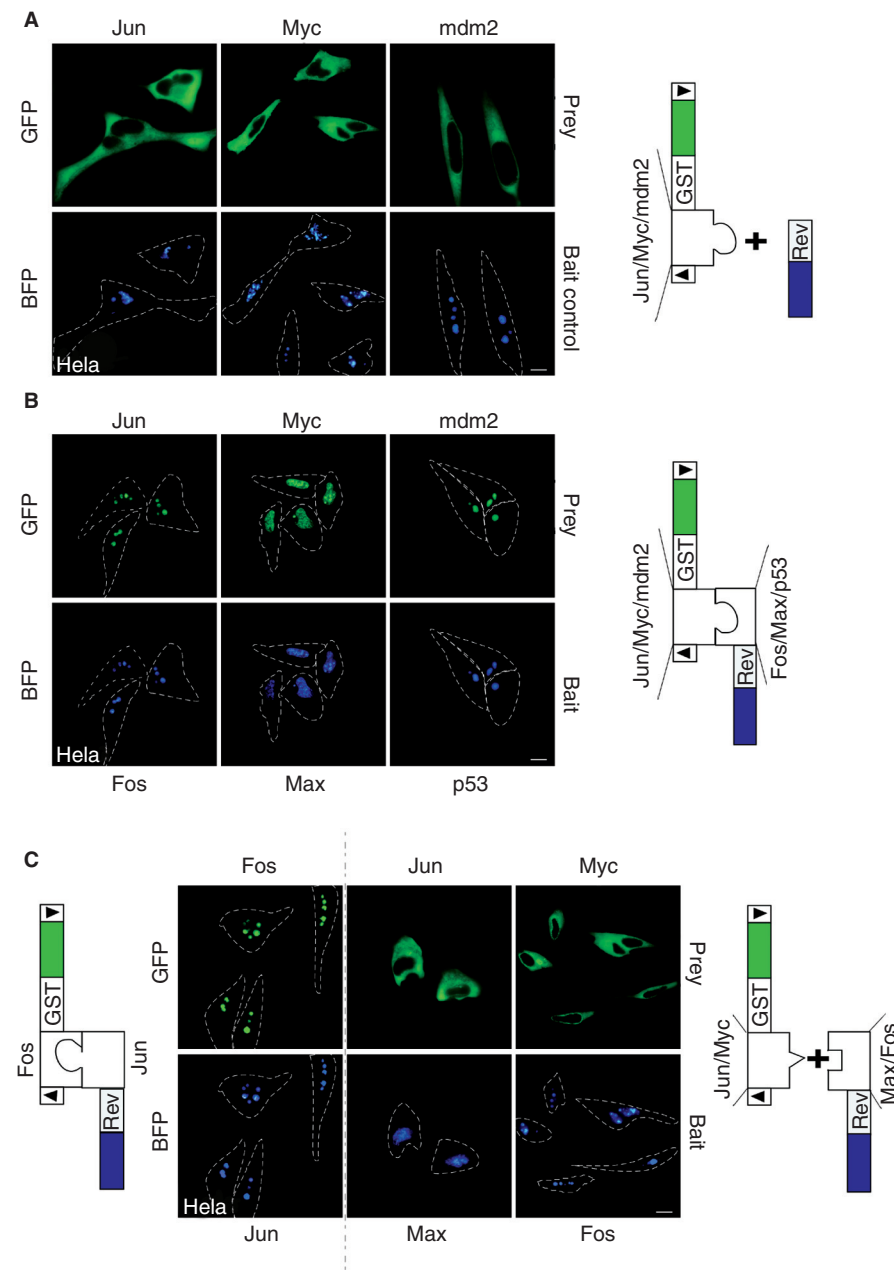 A
Jun Myc mdm2
GFP
Prey
BFP
Bait control
Hela
Jun/Myc/mdm2
GST
+
Rev
B
Jun Myc mdm2
GFP
Prey
BFP
Bait
Hela
Fos Max p53
Jun/Myc/mdm2
GST
Rev
Fos/Max/p53
C
Fos Jun Myc
GFP
Prey
BFP
Bait
Hela
Jun Max Fos
Fos
GST
Jun
Rev
Jun/Myc
GST
+
Rev
Max/Fos